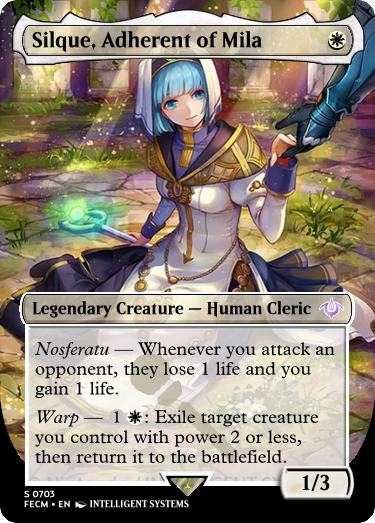 Silque, Adherent of Mila
Legendary Creature — Human Cleric
Nosferatu — Whenever you attack an
opponent, they lose 1 life and you
gain 1 life.
Warp — 1 : Exile target creature
you control with power 2 or less,
then return it to the battlefield.
1/3
S 0703
FECM • EN INTELLIGENT SYSTEMS